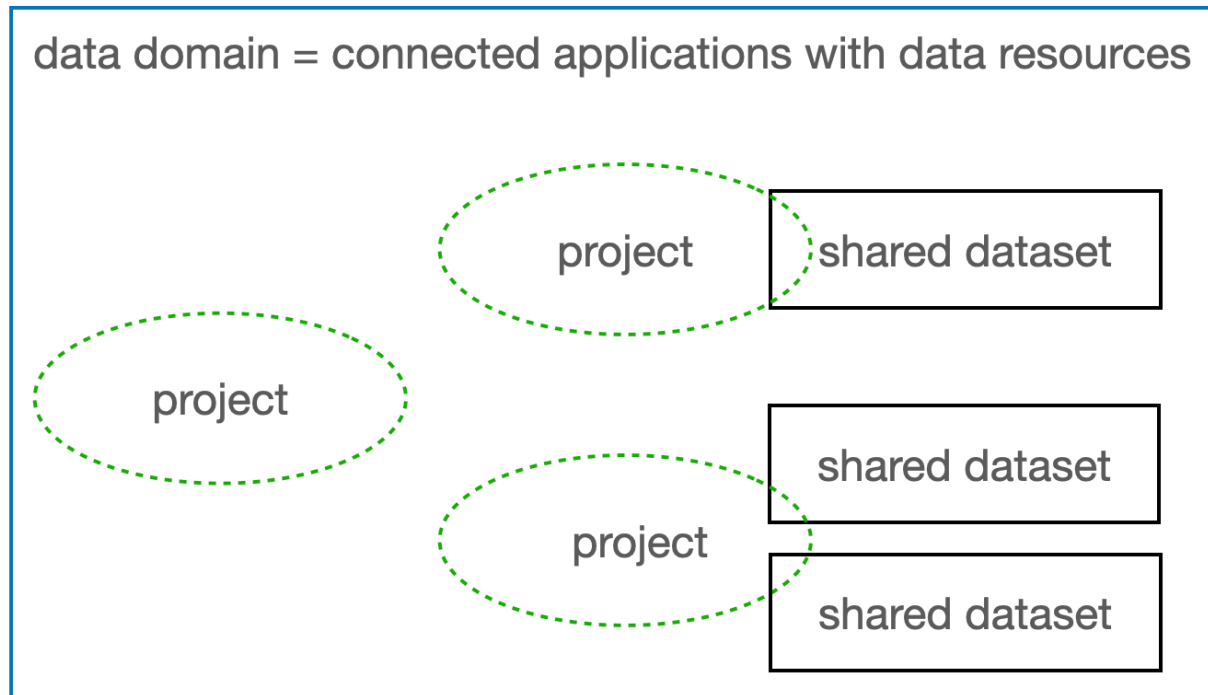 data domain = connected applications with data resources
project
shared dataset
project
shared dataset
project
shared dataset